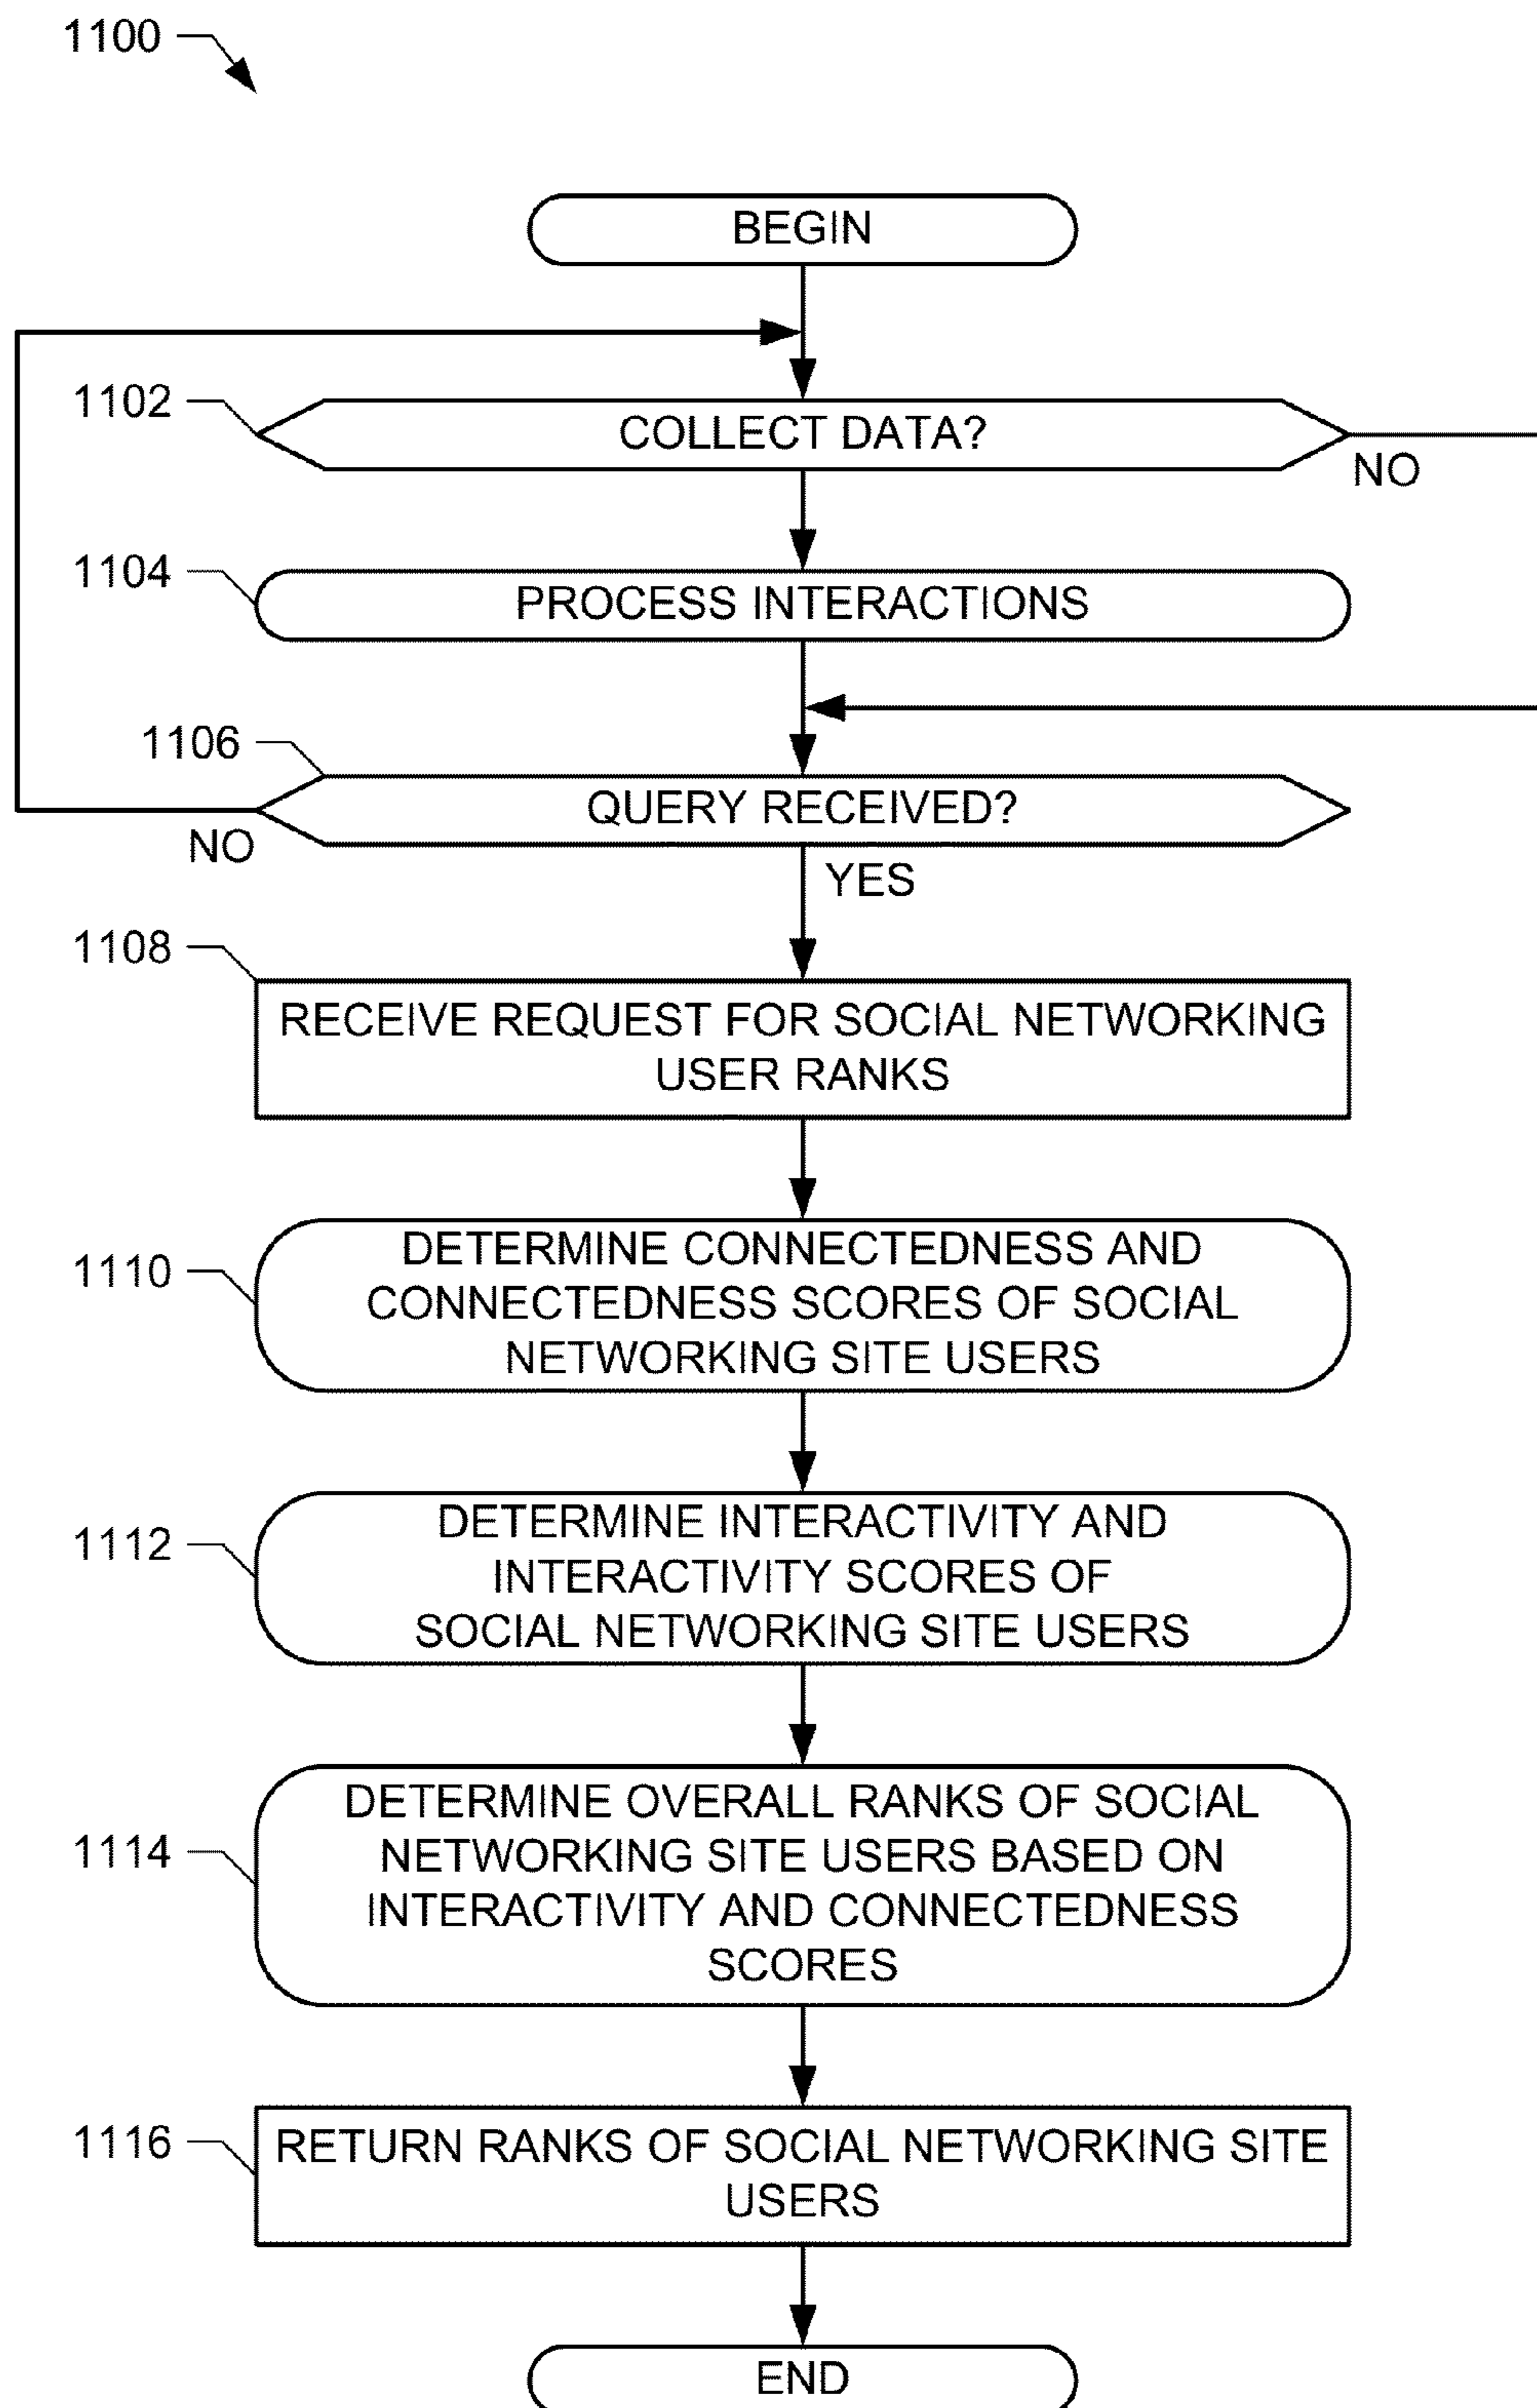 1100
BEGIN
1102
COLLECT DATA?
NO
1104
PROCESS INTERACTIONS
1106
QUERY RECEIVED?
NO
YES
1108
RECEIVE REQUEST FOR SOCIAL NETWORKING
USER RANKS
1110
DETERMINE CONNECTEDNESS AND
CONNECTEDNESS SCORES OF SOCIAL
NETWORKING SITE USERS
1112
DETERMINE INTERACTIVITY AND
INTERACTIVITY SCORES OF
SOCIAL NETWORKING SITE USERS
1114
DETERMINE OVERALL RANKS OF SOCIAL
NETWORKING SITE USERS BASED ON
INTERACTIVITY AND CONNECTEDNESS
SCORES
1116
RETURN RANKS OF SOCIAL NETWORKING SITE
USERS
END